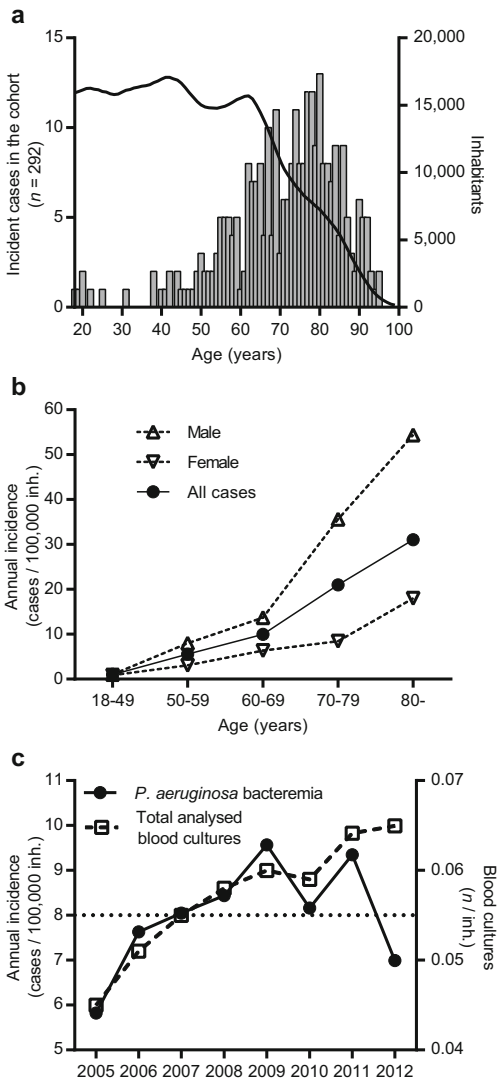 a
15
10
5
0
Incident cases in the cohort
(n = 292)
20,000
15,000
10,000
5,000
0
Inhabitants
20 30 40 50 60 70 80 90 100
Age (years)
b
60
50
40
30
20
10
0
Annual incidence
(cases / 100,000 inh.)
Male
Female
All cases
18-49 50-59 60-69 70-79 80-
Age (years)
c
11
10
9
8
7
6
5
Annual incidence
(cases / 100,000 inh.)
P. aeruginosa bacteremia
Total analysed
blood cultures
0.07
0.06
0.05
0.04
Blood cultures
(n / inh.)
2005 2006 2007 2008 2009 2010 2011 2012